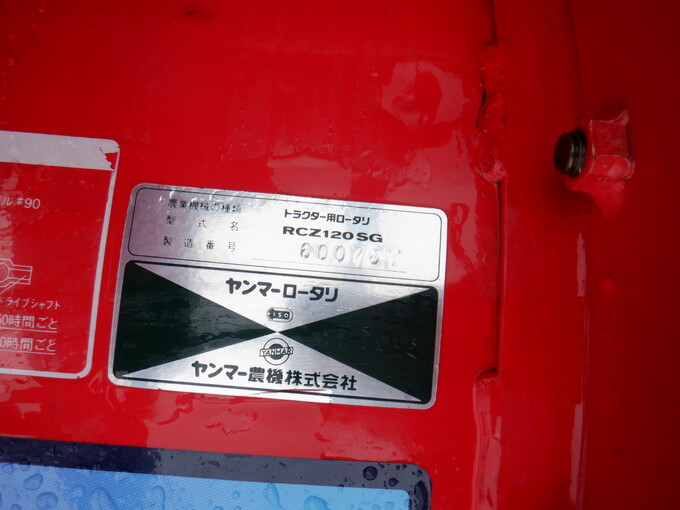 ル #90
ドライブシャフト
0時間ごと
0時間ごと
農業機械の種類 トラクター用ロータリ
型式名 RCZ120SG
製造番号
ヤンマーロータリ
ISO
YANMAR
ヤンマー農機株式会社